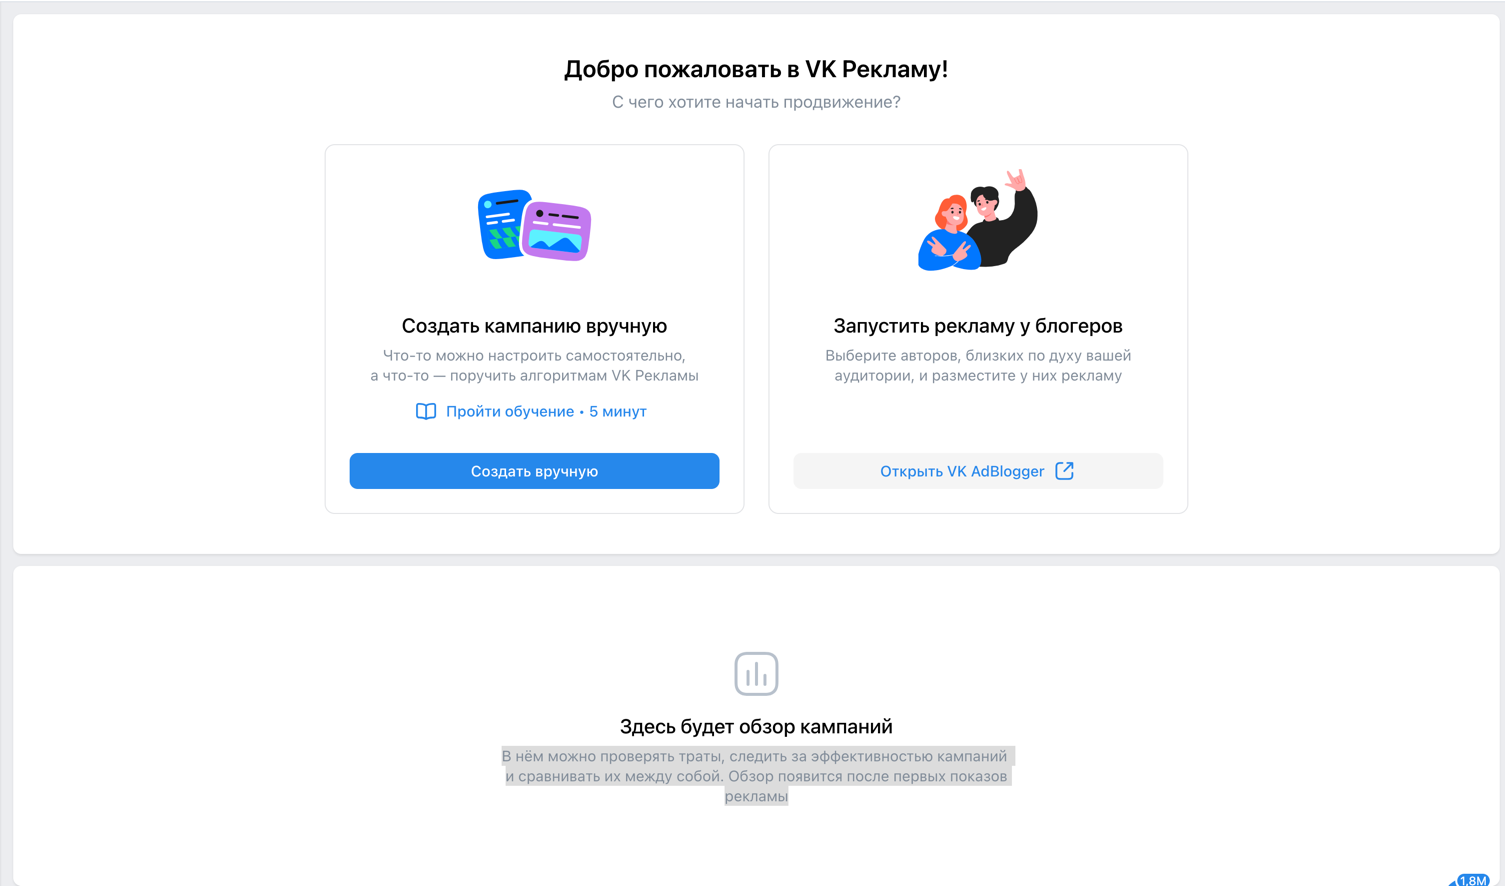 Добро пожаловать в VK Рекламу!
С чего хотите начать продвижение?
Создать кампанию вручную
Что-то можно настроить самостоятельно,
а что-то — поручить алгоритмам VK Рекламы
Пройти обучение • 5 минут
Создать вручную
Запустить рекламу у блогеров
Выберите авторов, близких по духу вашей
аудитории, и разместите у них рекламу
Открыть VK AdBlogger
Здесь будет обзор кампаний
В нём можно проверять траты, следить за эффективностью кампаний
и сравнивать их между собой. Обзор появится после первых показов
рекламы
1.8M